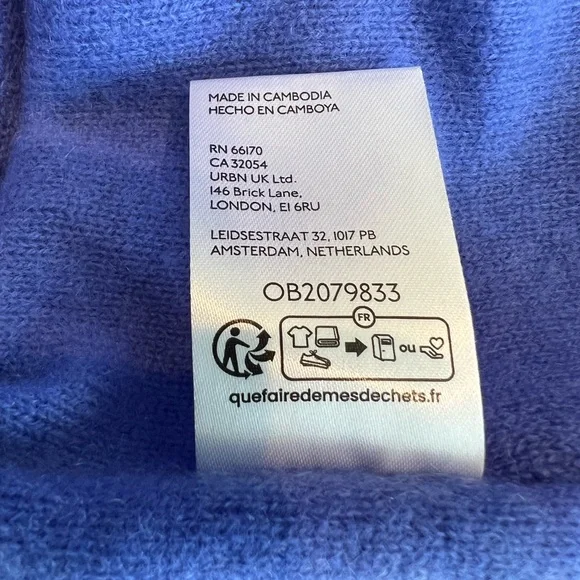 MADE IN CAMBODIA
HECHO EN CAMBOYA
RN 66170
CA 32054
URBN UK Ltd.
146 Brick Lane,
LONDON, E1 6RU
LEIDSESTRAAT 32, 1017 PB
AMSTERDAM, NETHERLANDS
OB2079833
FR
ou
quefairedemesdechets.fr